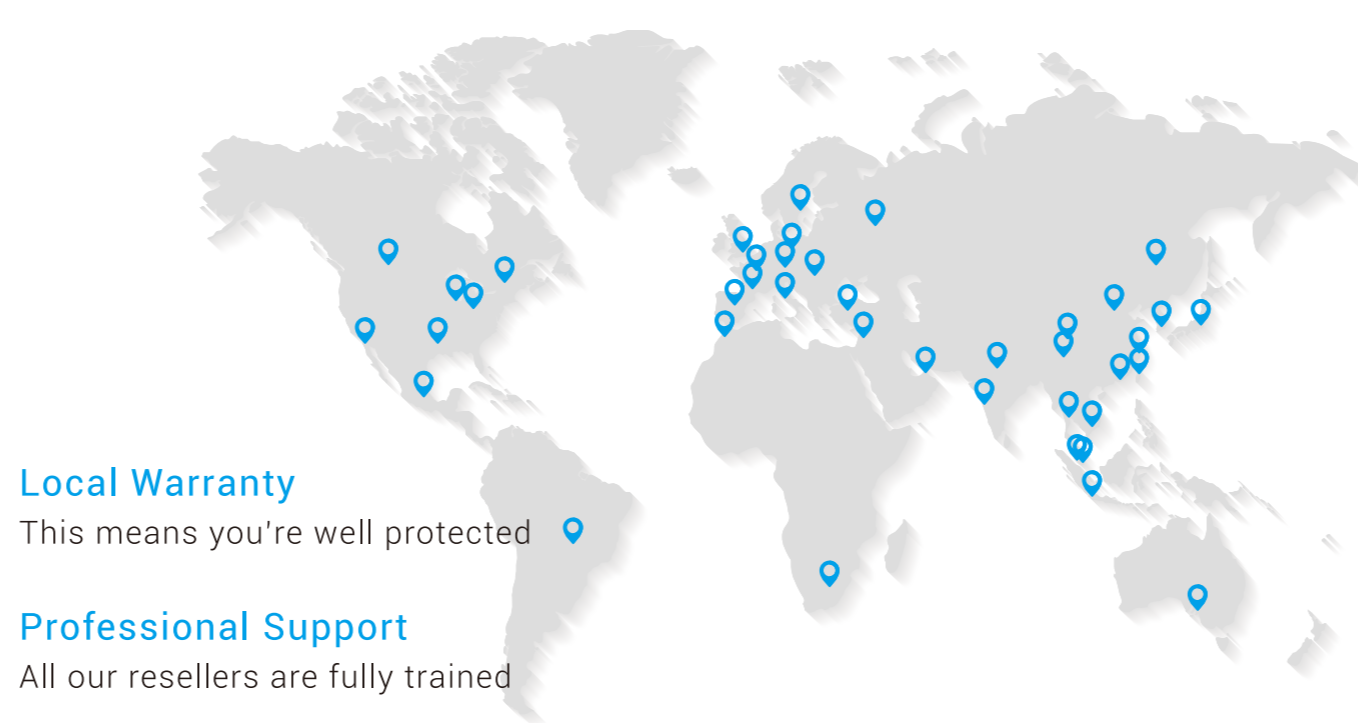 Local Warranty
This means you're well protected
Professional Support
All our resellers are fully trained